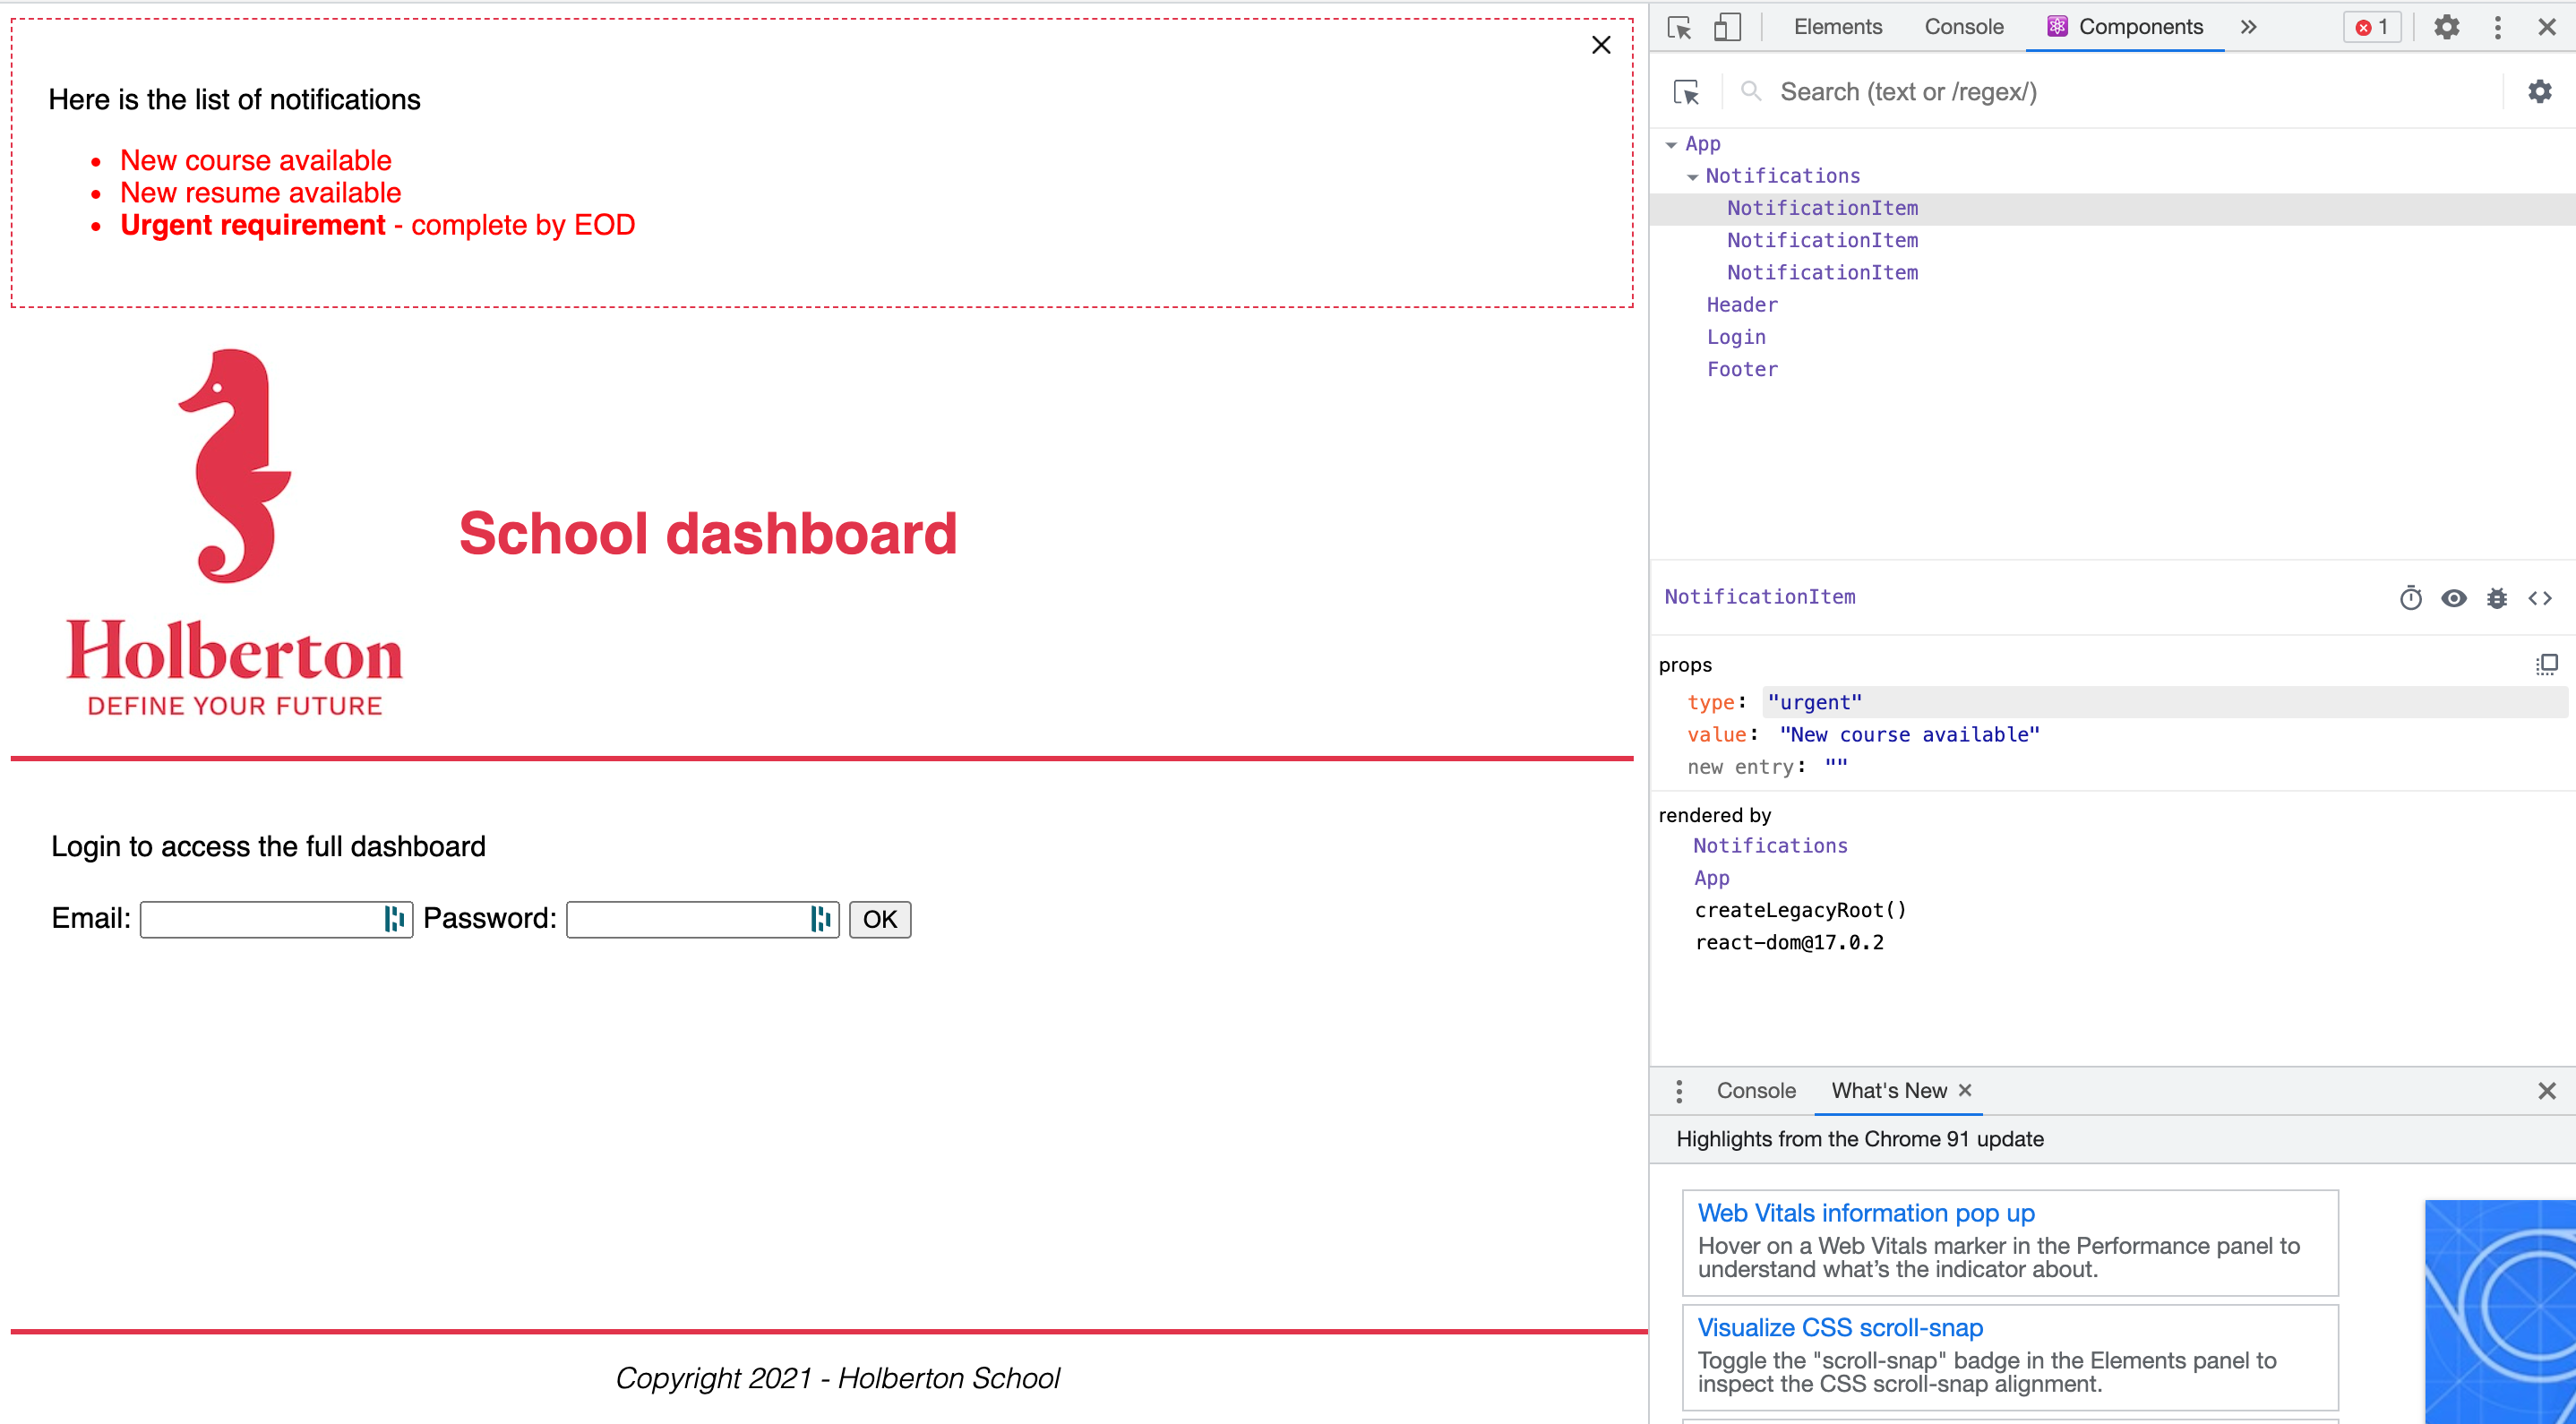 Here is the list of notifications
New course available
New resume available
Urgent requirement - complete by EOD
Holberton
DEFINE YOUR FUTURE
School dashboard
Login to access the full dashboard
Email: Password: OK
Copyright 2021 - Holberton School
Elements Console Components 1
Search (text or /regex/)
App
Notifications
NotificationItem
NotificationItem
NotificationItem
Header
Login
Footer
NotificationItem
props
type: "urgent"
value: "New course available"
new entry: ""
rendered by
Notifications
App
createLegacyRoot()
react-dom@17.0.2
Console What's New
Highlights from the Chrome 91 update
Web Vitals information pop up
Hover on a Web Vitals marker in the Performance panel to
understand what’s the indicator about.
Visualize CSS scroll-snap
Toggle the "scroll-snap" badge in the Elements panel to
inspect the CSS scroll-snap alignment.